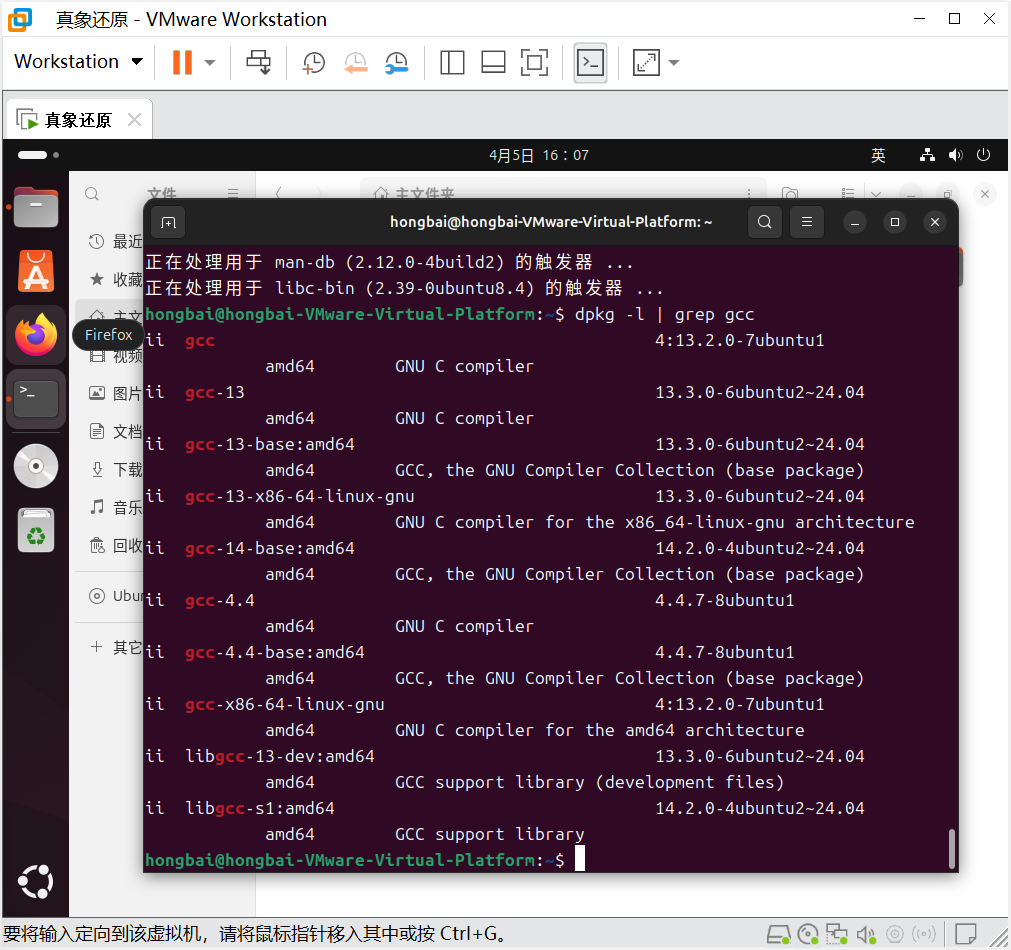 真象还原 - VMware Workstation
Workstation
真象还原
4月5日 16：07
英
文件
主文件夹
最近
收藏
主文
Firefox
视频
图片
文档
下载
音乐
回收
Ubun
其它
hongbai@hongbai-VMware-Virtual-Platform: ~
正在处理用于 man-db (2.12.0-4build2) 的触发器 ...
正在处理用于 libc-bin (2.39-0ubuntu8.4) 的触发器 ...
hongbai@hongbai-VMware-Virtual-Platform:~$ dpkg -l | grep gcc
ii  gcc                                            4:13.2.0-7ubuntu1
            amd64        GNU C compiler
ii  gcc-13                                         13.3.0-6ubuntu2~24.04
            amd64        GNU C compiler
ii  gcc-13-base:amd64                              13.3.0-6ubuntu2~24.04
            amd64        GCC, the GNU Compiler Collection (base package)
ii  gcc-13-x86-64-linux-gnu                        13.3.0-6ubuntu2~24.04
            amd64        GNU C compiler for the x86_64-linux-gnu architecture
ii  gcc-14-base:amd64                              14.2.0-4ubuntu2~24.04
            amd64        GCC, the GNU Compiler Collection (base package)
ii  gcc-4.4                                        4.4.7-8ubuntu1
            amd64        GNU C compiler
ii  gcc-4.4-base:amd64                             4.4.7-8ubuntu1
            amd64        GCC, the GNU Compiler Collection (base package)
ii  gcc-x86-64-linux-gnu                           4:13.2.0-7ubuntu1
            amd64        GNU C compiler for the amd64 architecture
ii  libgcc-13-dev:amd64                            13.3.0-6ubuntu2~24.04
            amd64        GCC support library (development files)
ii  libgcc-s1:amd64                                14.2.0-4ubuntu2~24.04
            amd64        GCC support library
hongbai@hongbai-VMware-Virtual-Platform:~$
要将输入定向到该虚拟机，请将鼠标指针移入其中或按 Ctrl+G。